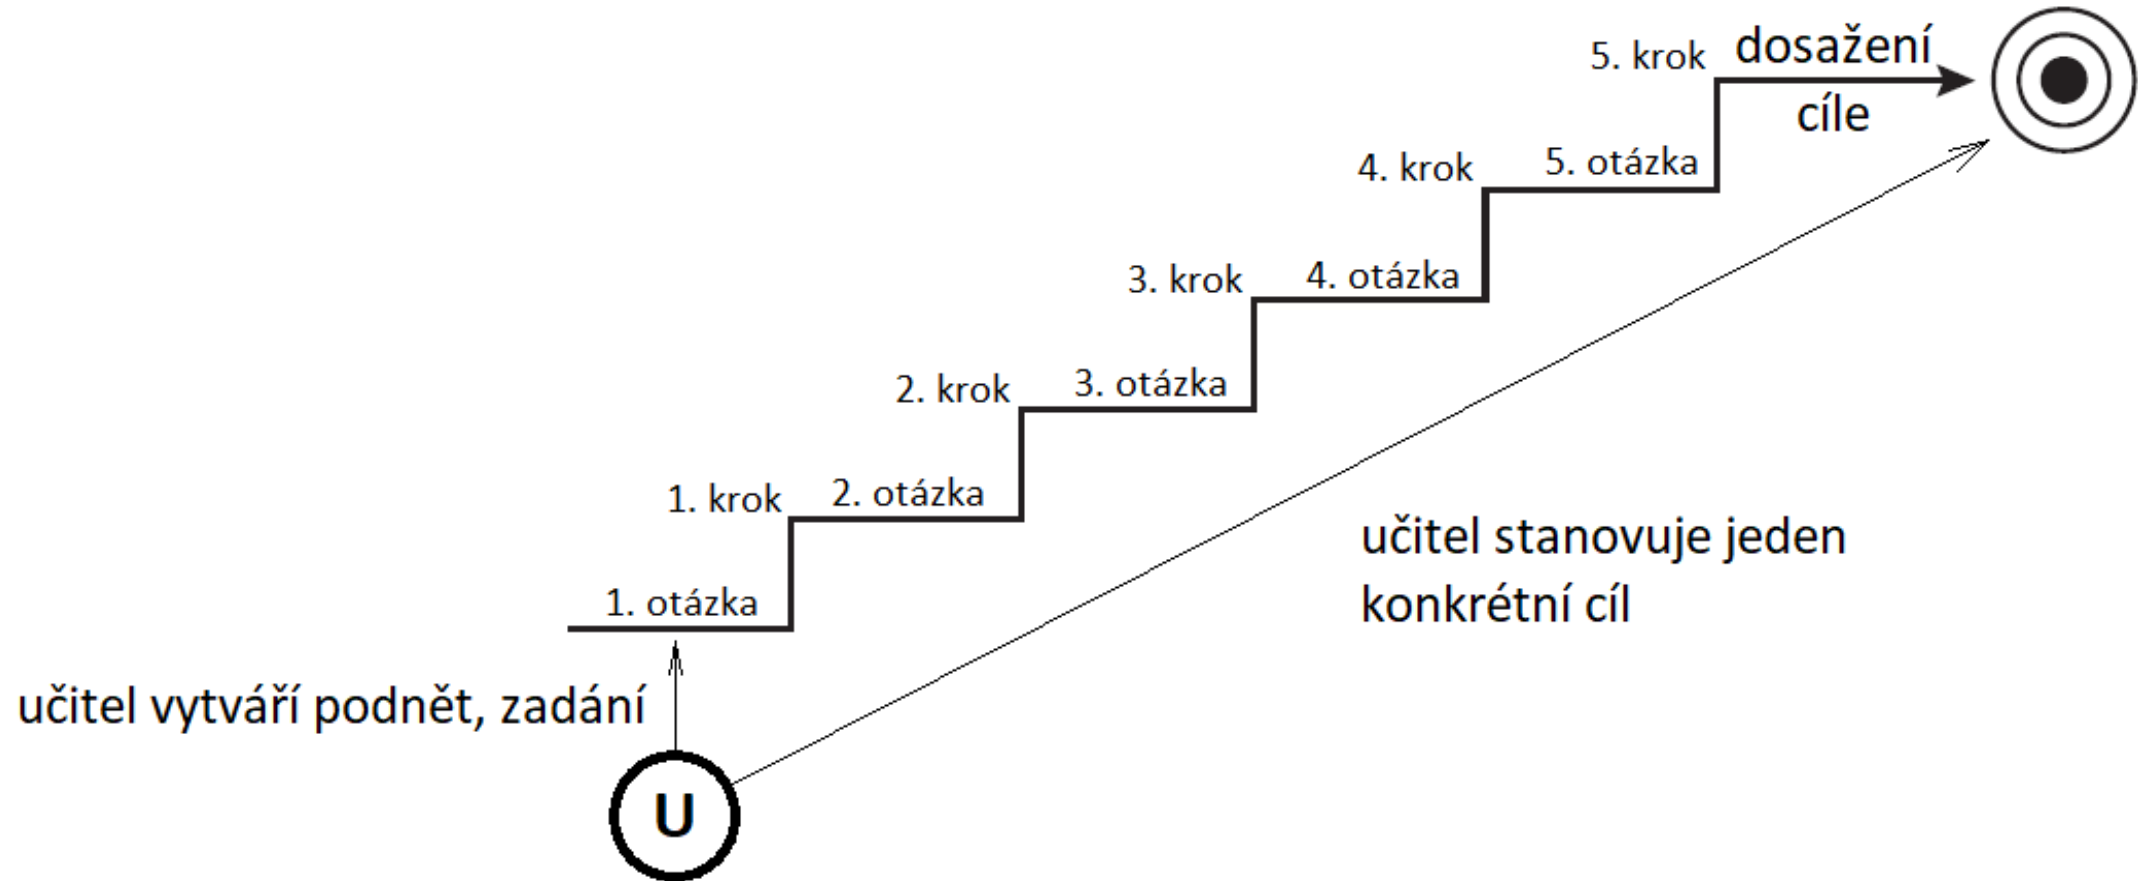 5. krok
dosažení
cíle
4. krok
5. otázka
3. krok
4. otázka
2. krok
3. otázka
1. krok
2. otázka
učitel stanovuje jeden
konkrétní cíl
1. otázka
učitel vytváří podnět, zadání
U